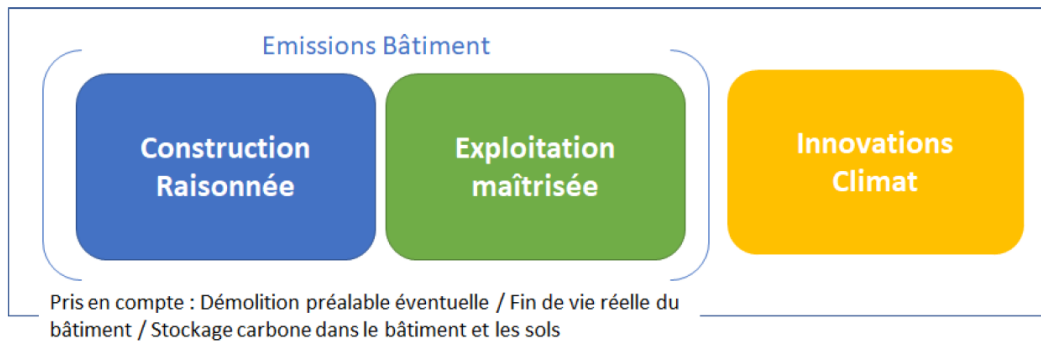 Emissions Bâtiment
Construction
Raisonnée
Exploitation
maîtrisée
Innovations
Climat
Pris en compte : Démolition préalable éventuelle / Fin de vie réelle du
bâtiment / Stockage carbone dans le bâtiment et les sols